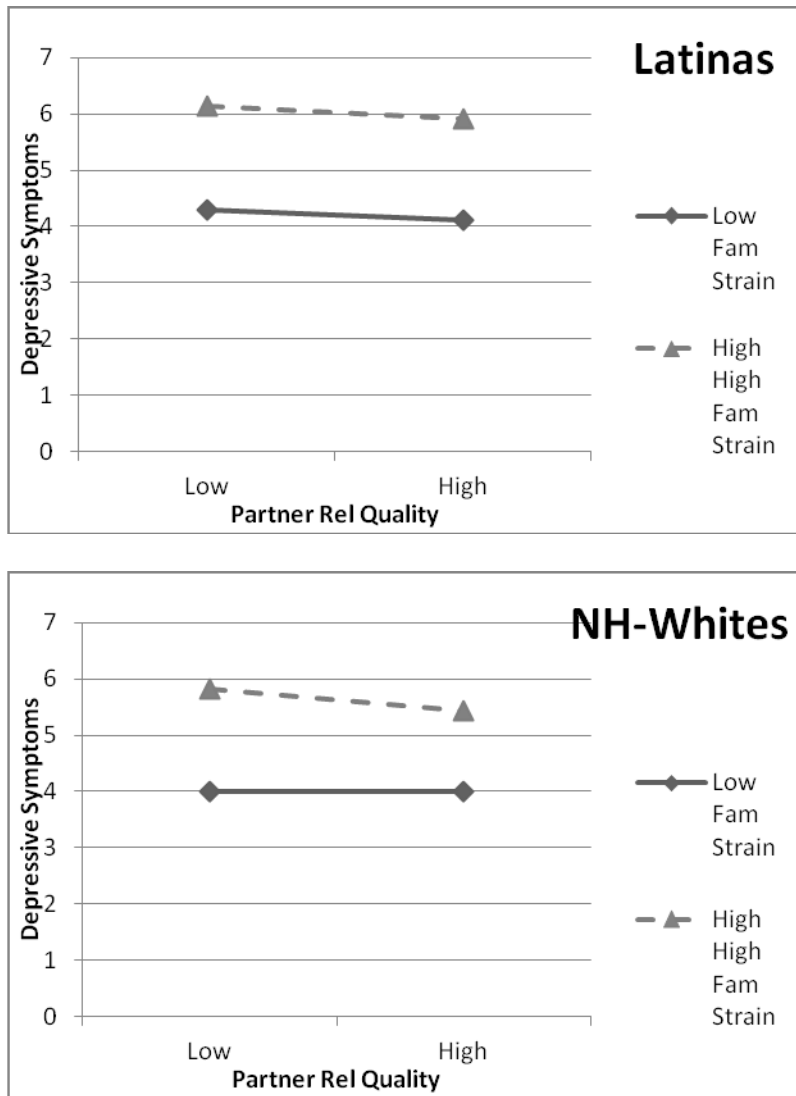 Latinas
7
6
5
4
3
2
1
0
Depressive Symptoms
Low
High
Partner Rel Quality
Low
Fam
Strain
High
High
Fam
Strain
NH-Whites
7
6
5
4
3
2
1
0
Depressive Symptoms
Low
High
Partner Rel Quality
Low
Fam
Strain
High
High
Fam
Strain